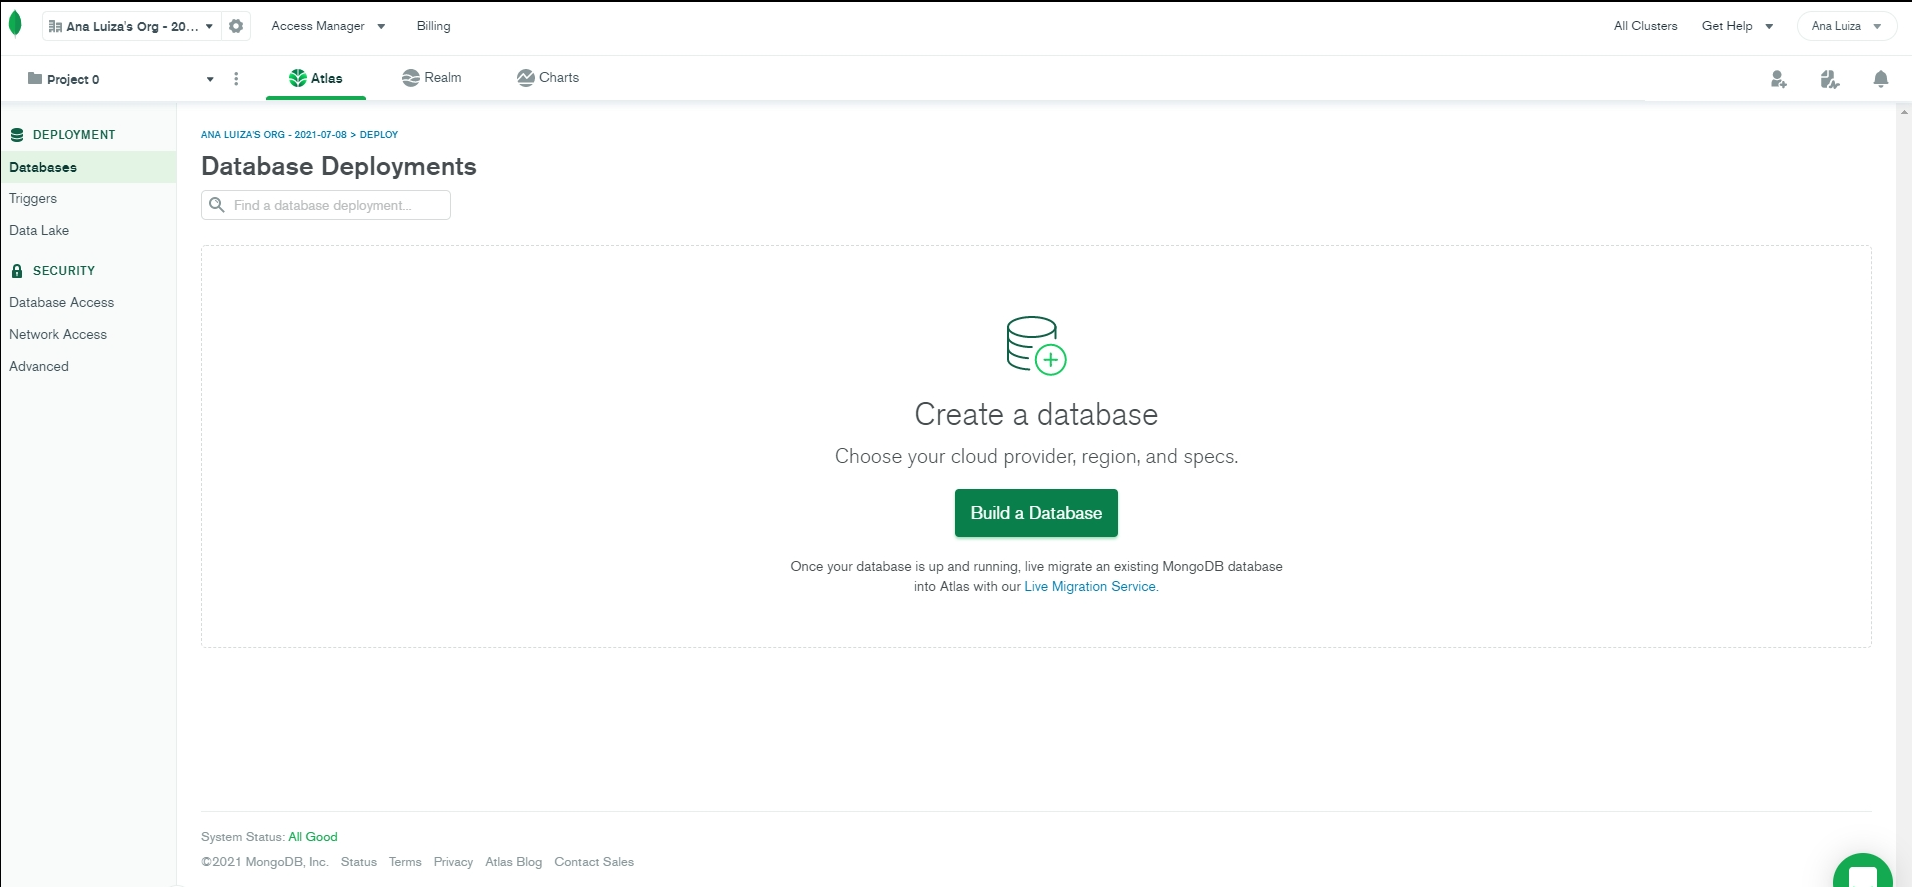 Ana Luiza's Org - 20... Access Manager Billing All Clusters Get Help Ana Luiza
Project 0 Atlas Realm Charts
DEPLOYMENT
Databases
Triggers
Data Lake
SECURITY
Database Access
Network Access
Advanced
ANA LUIZA'S ORG - 2021-07-08 > DEPLOY
Database Deployments
Find a database deployment...
Create a database
Choose your cloud provider, region, and specs.
Build a Database
Once your database is up and running, live migrate an existing MongoDB database
into Atlas with our Live Migration Service.
System Status: All Good
©2021 MongoDB, Inc. Status Terms Privacy Atlas Blog Contact Sales